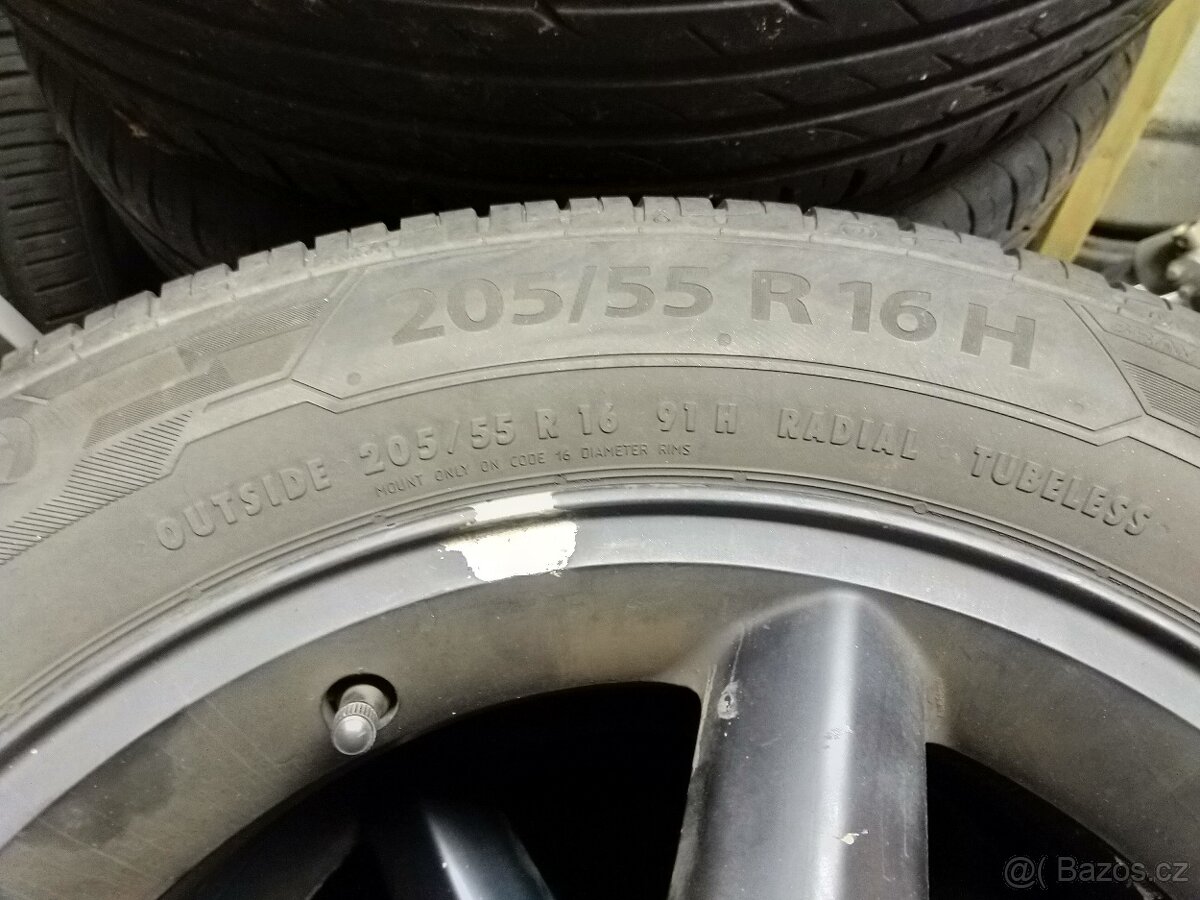 205/55 R 16 H
OUTSIDE 205/55 R 16 91 H RADIAL TUBELESS
MOUNT ONLY ON CODE 16 DIAMETER RIMS
@( Bazos.cz